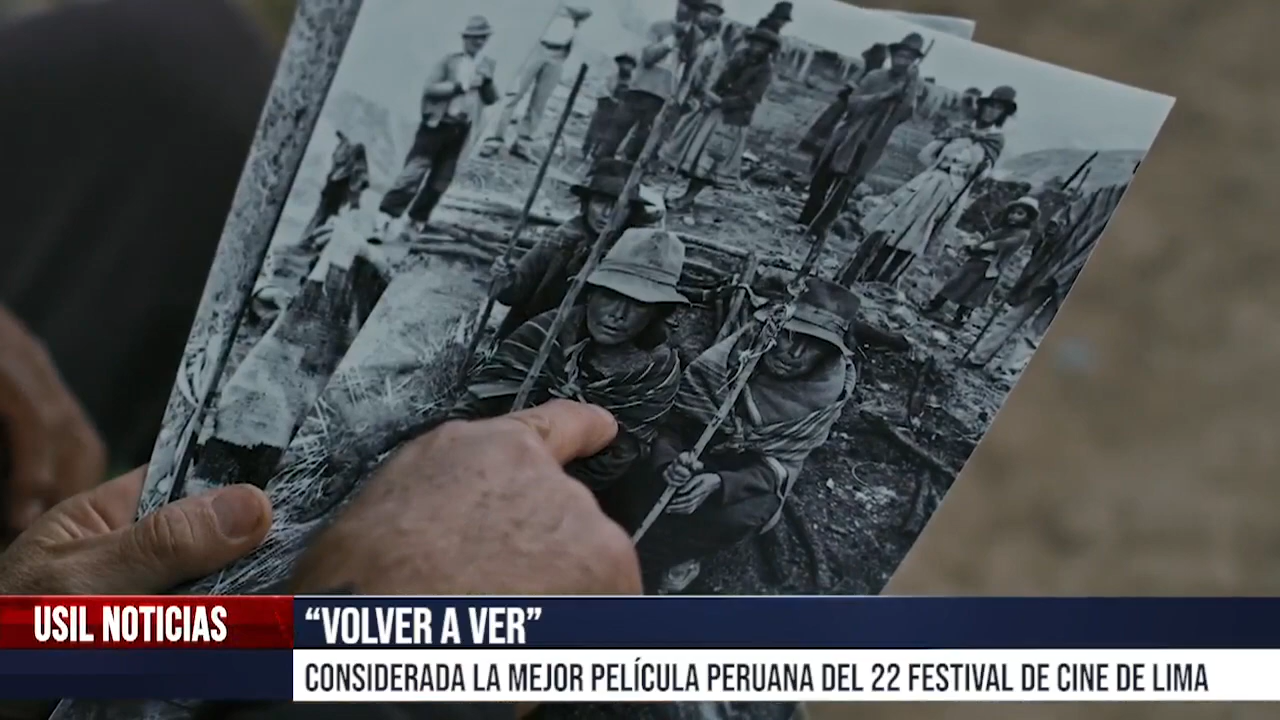 USIL NOTICIAS
“VOLVER A VER”
CONSIDERADA LA MEJOR PELÍCULA PERUANA DEL 22 FESTIVAL DE CINE DE LIMA